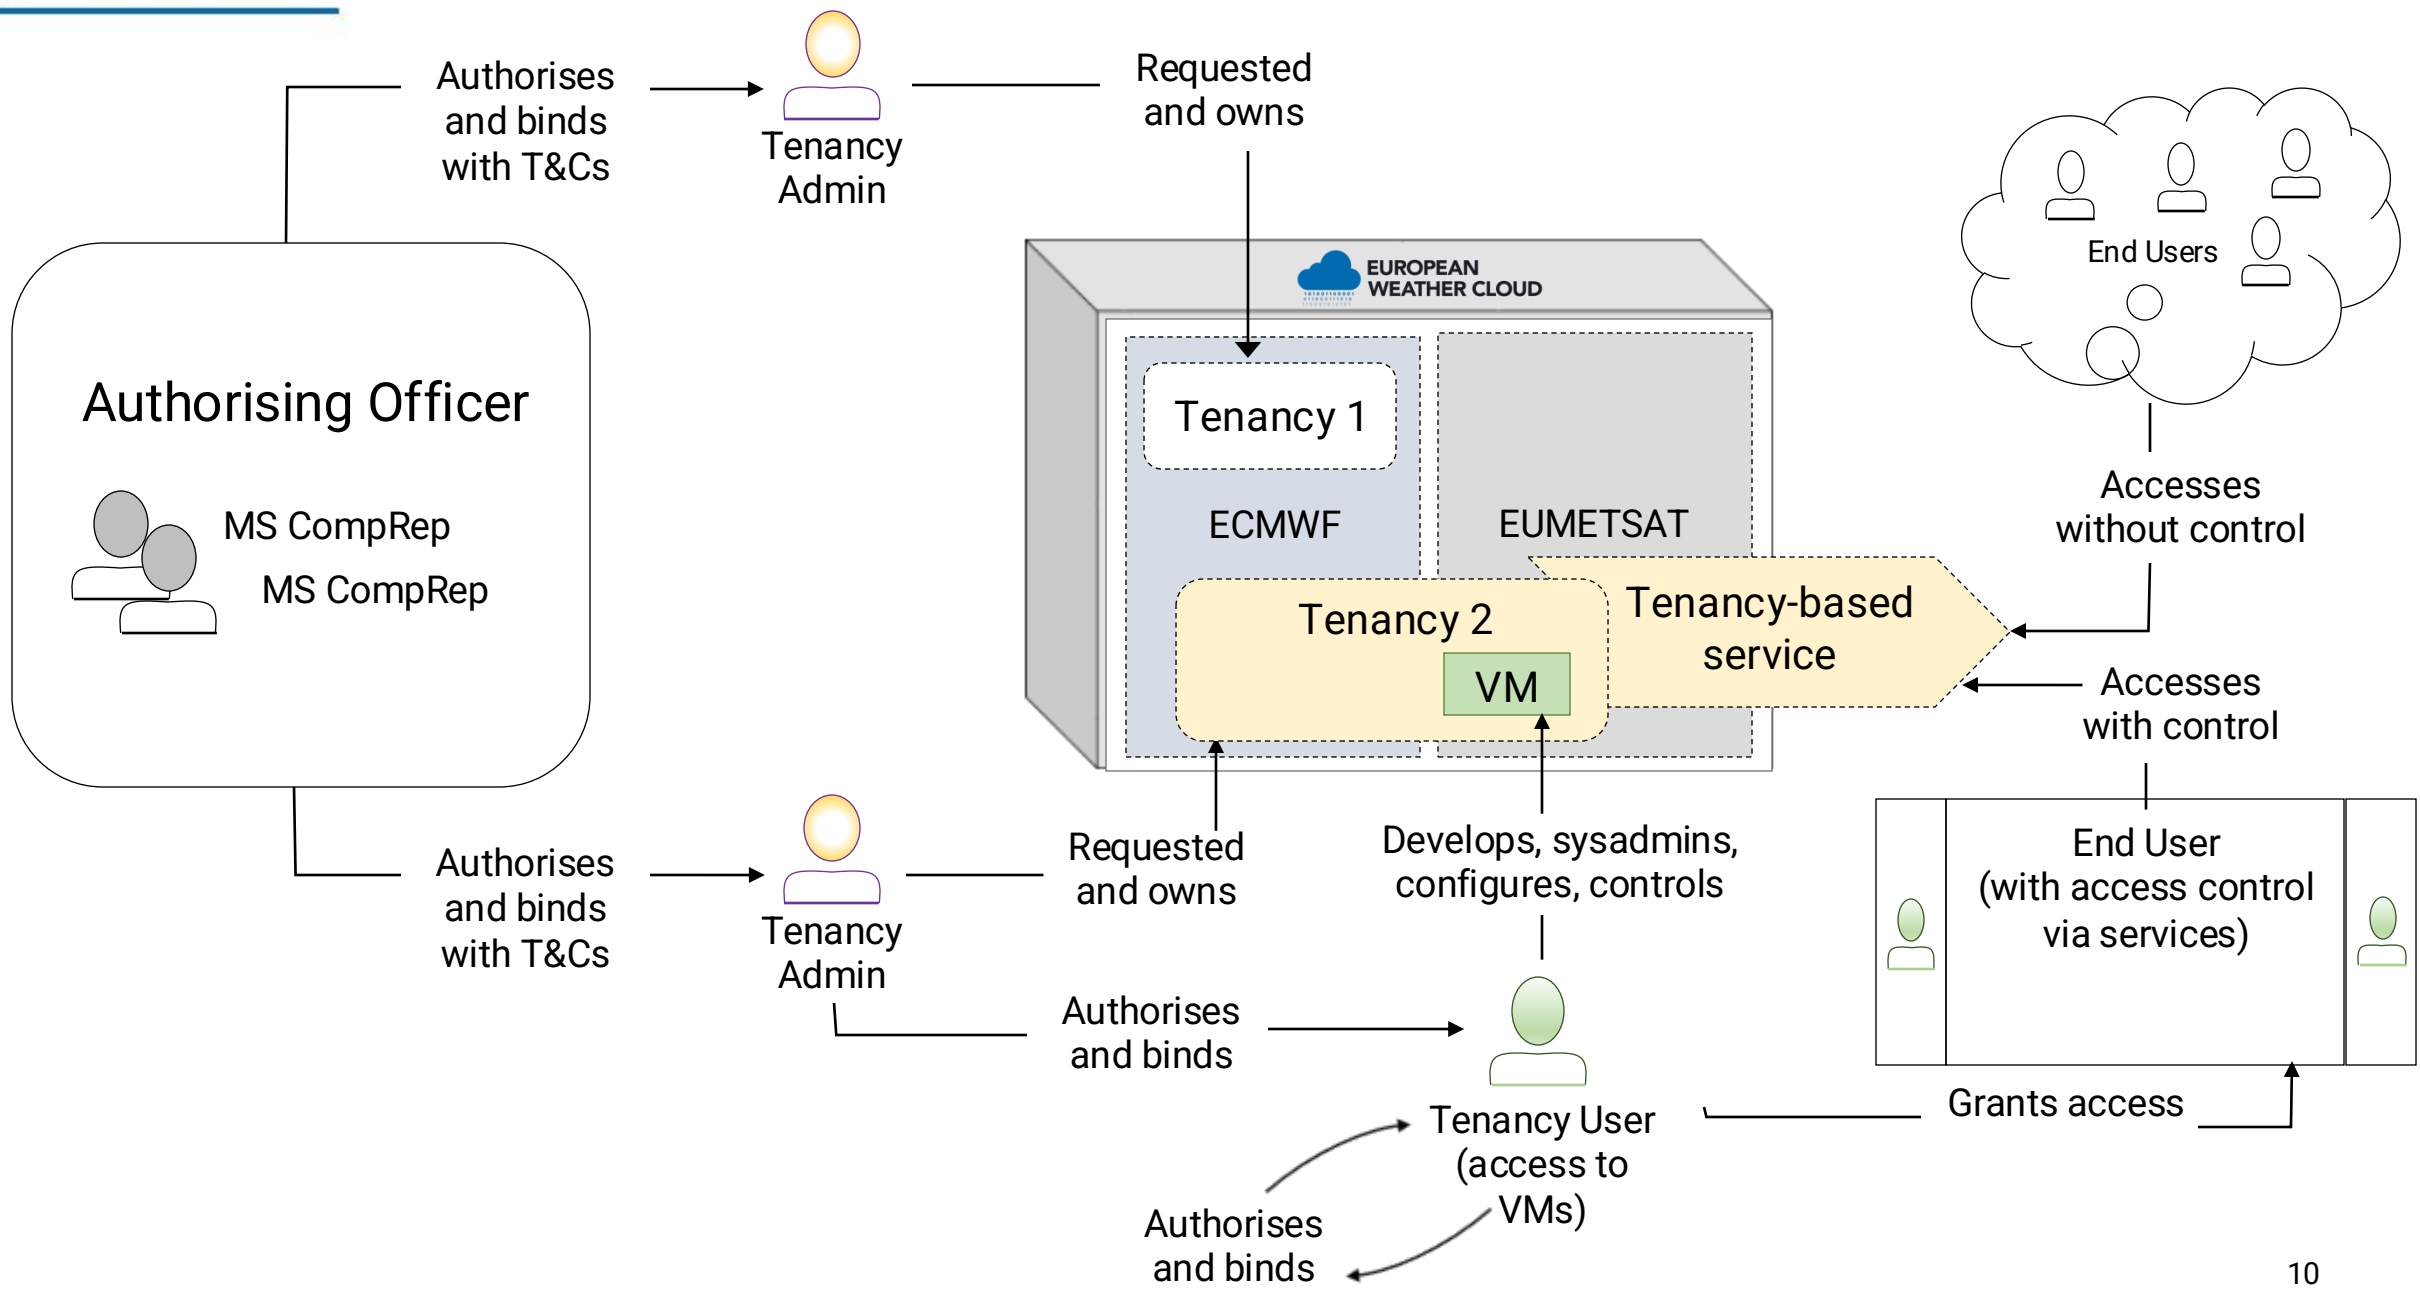 Authorises
and binds
with T&Cs
Tenancy
Admin
Requested
and owns
EUROPEAN
WEATHER CLOUD
End Users
Authorising Officer
MS CompRep
MS CompRep
Tenancy 1
ECMWF
EUMETSAT
Tenancy 2
VM
Tenancy-based
service
Accesses
without control
Accesses
with control
Authorises
and binds
with T&Cs
Tenancy
Admin
Requested
and owns
Develops, sysadmins,
configures, controls
End User
(with access control
via services)
Authorises
and binds
Tenancy User
(access to
VMs)
Grants access
Authorises
and binds
10